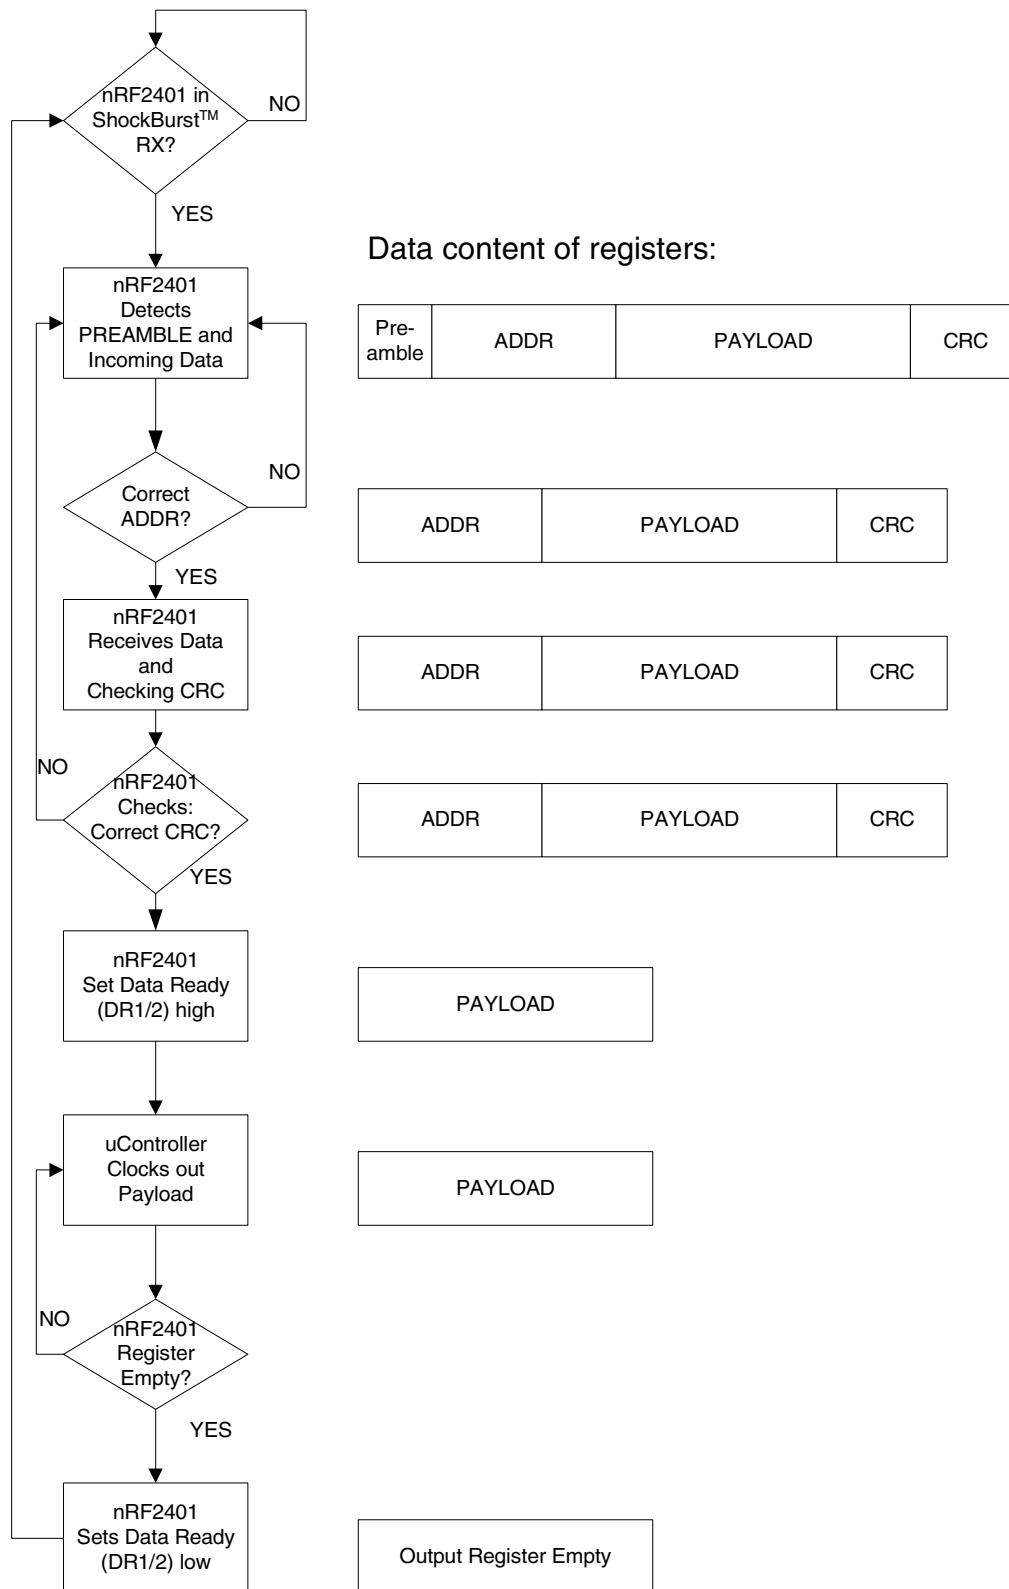 nRF2401 in
ShockBurst™
RX?
NO
YES
Data content of registers:
nRF2401
Detects
PREAMBLE and
Incoming Data
Pre-
amble
ADDR
PAYLOAD
CRC
NO
Correct
ADDR?
ADDR
PAYLOAD
CRC
YES
nRF2401
Receives Data
and
Checking CRC
ADDR
PAYLOAD
CRC
NO
nRF2401
Checks:
Correct CRC?
ADDR
PAYLOAD
CRC
YES
nRF2401
Set Data Ready
(DR1/2) high
PAYLOAD
uController
Clocks out
Payload
PAYLOAD
NO
nRF2401
Register
Empty?
YES
nRF2401
Sets Data Ready
(DR1/2) low
Output Register Empty